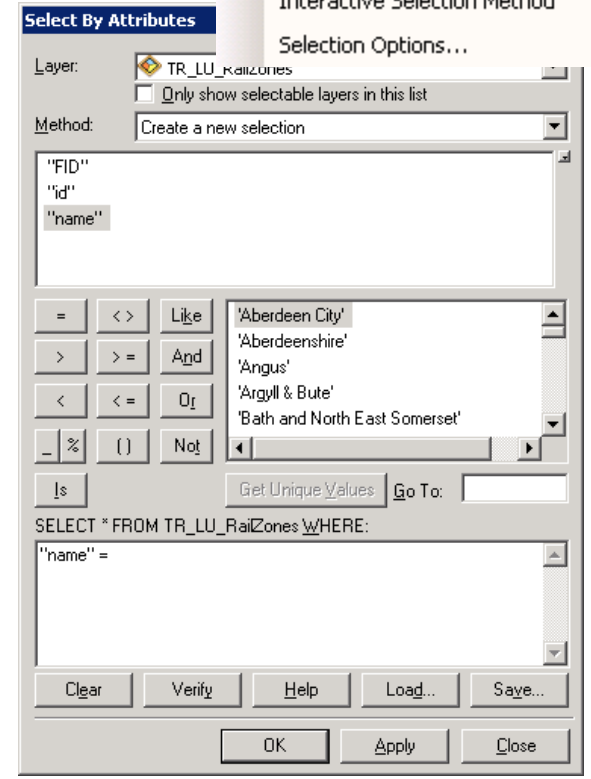 Interactive Selection Method
Selection Options...
Select By Attributes
Layer: TR_LU_RailZones
Only show selectable layers in this list
Method: Create a new selection
"FID"
"id"
"name"
= < > Like
> > = And
< < = Or
_ % ( ) Not
Is
'Aberdeen City'
'Aberdeenshire'
'Angus'
'Argyll & Bute'
'Bath and North East Somerset'
Get Unique Values Go To:
SELECT * FROM TR_LU_RailZones WHERE:
"name" =
Clear Verify Help Load... Save...
OK Apply Close